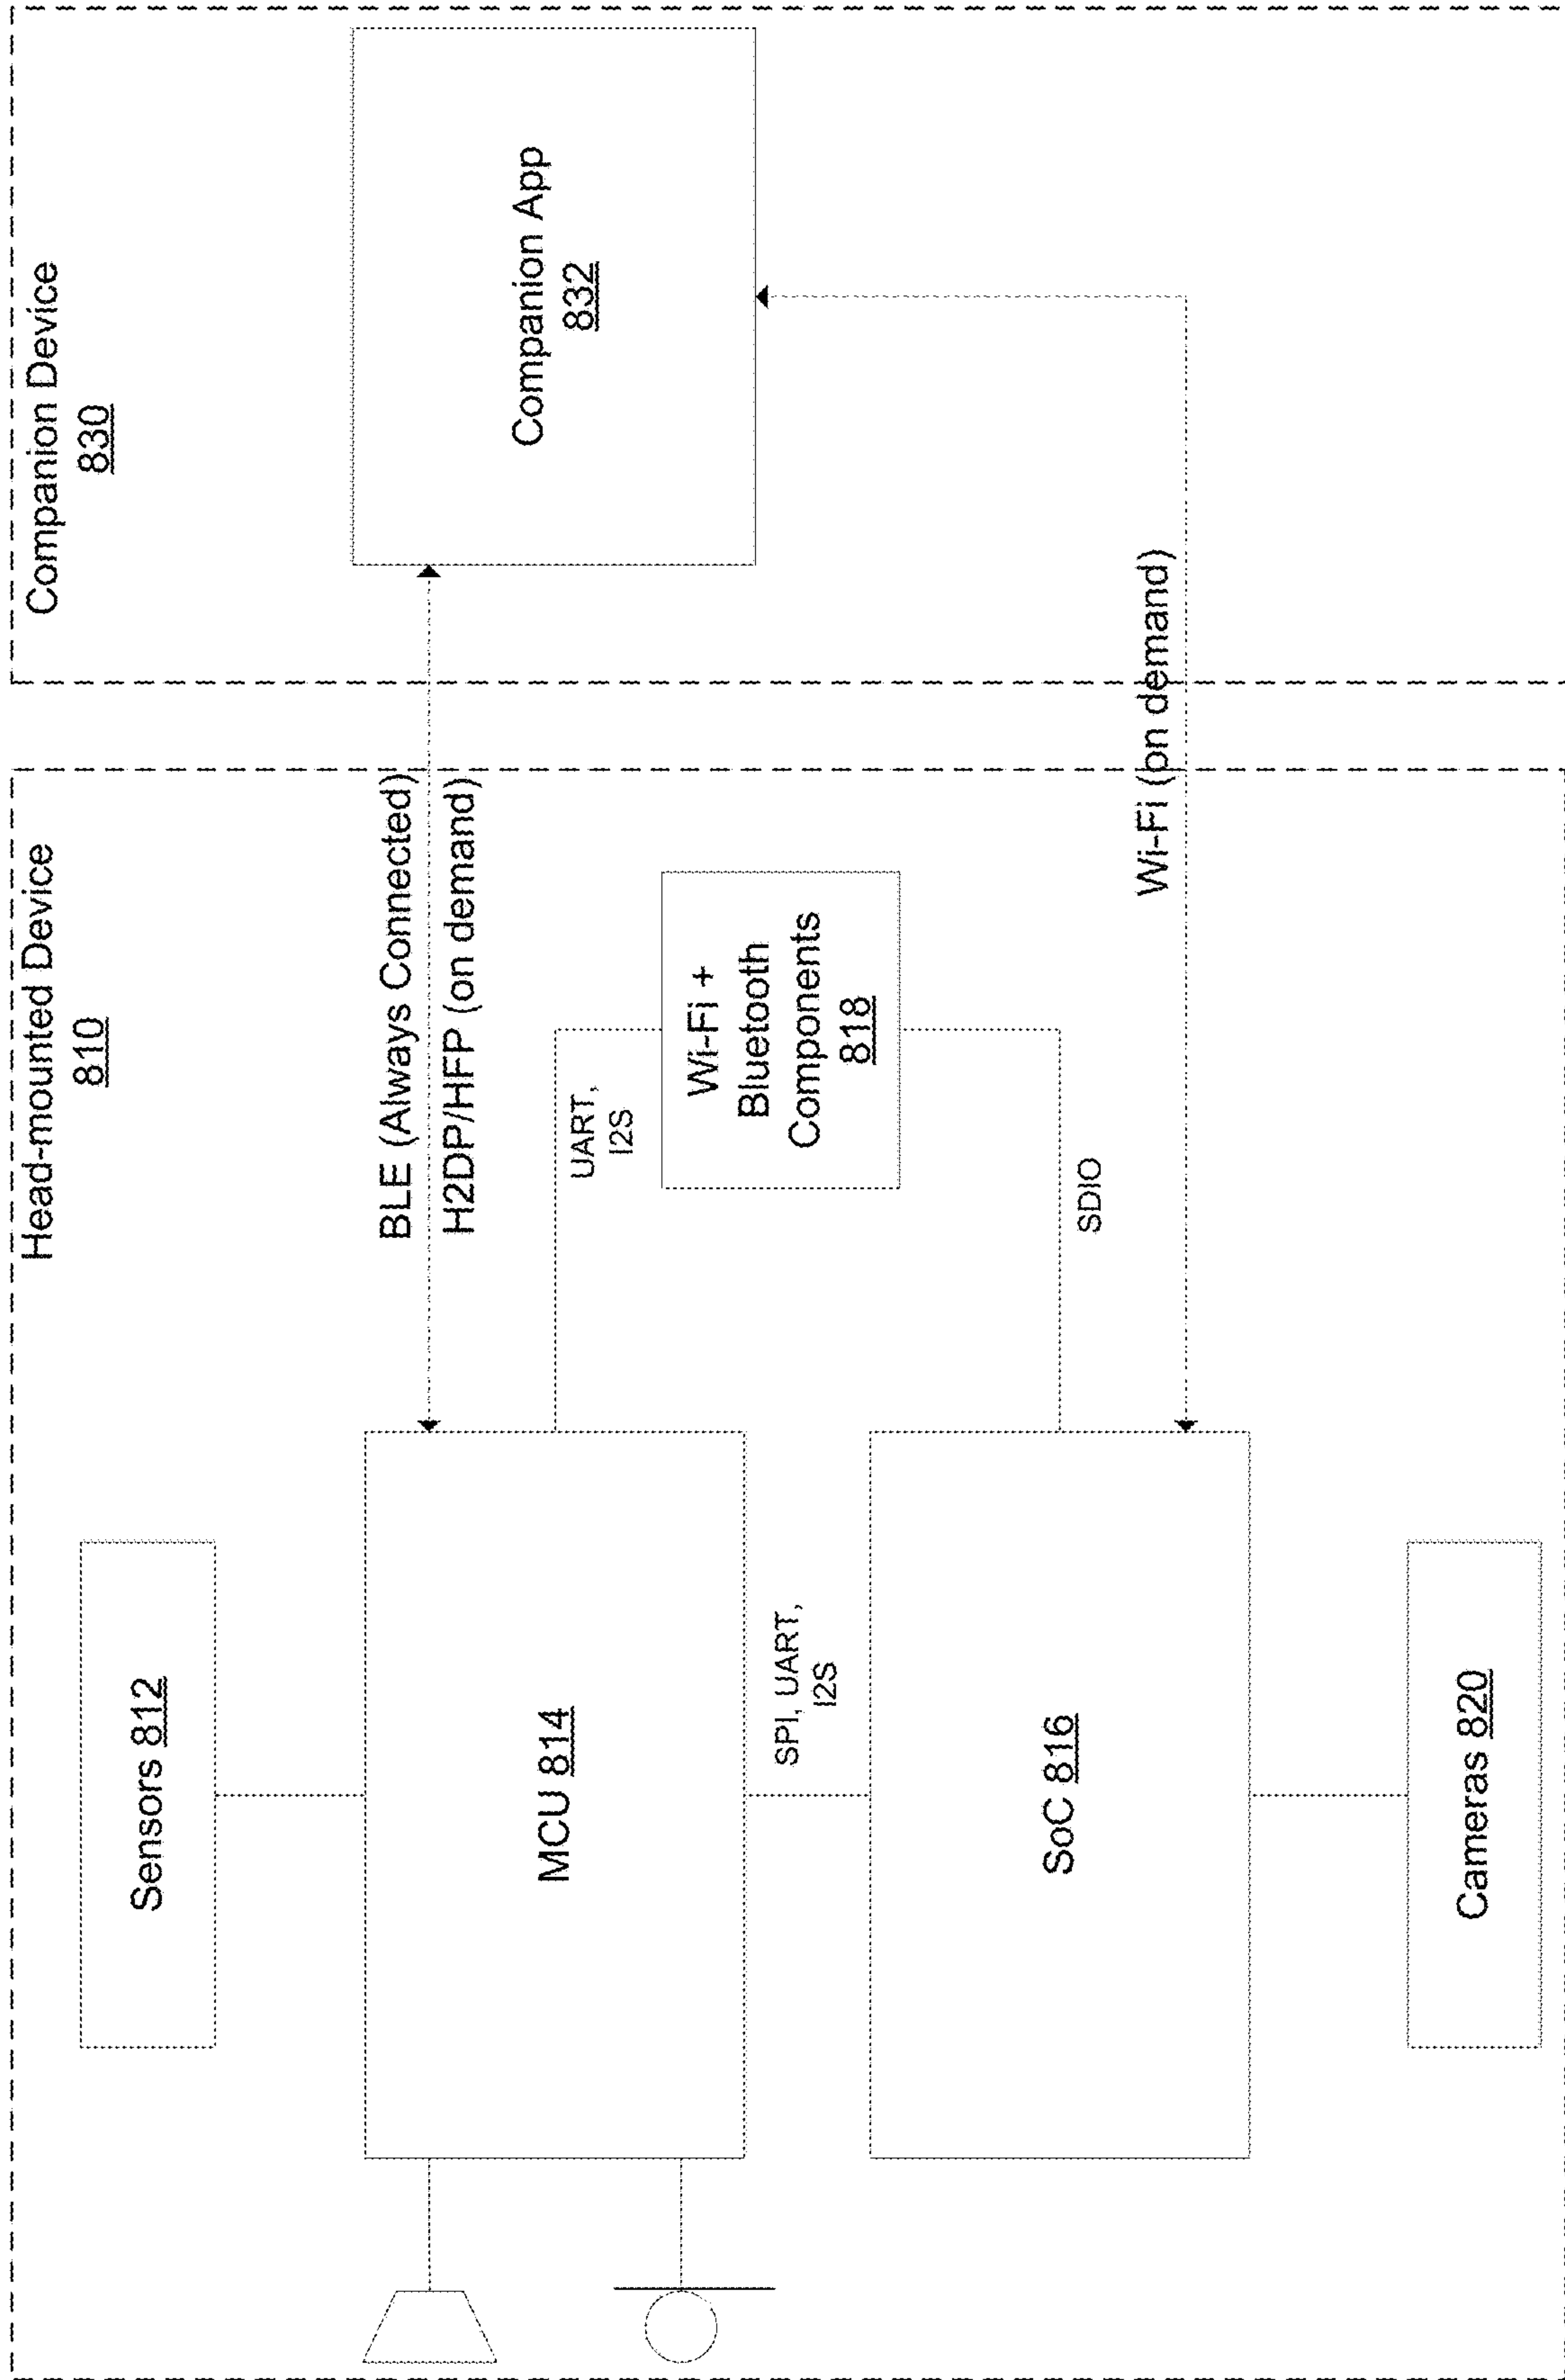 Head-mounted Device
810
Companion Device
830
Sensors 812
BLE (Always Connected)
H2DP/HFP (on demand)
MCU 814
UART,
I2S
Companion App
832
Wi-Fi +
Bluetooth
Components
818
SPI, UART,
I2S
SoC 816
SDIO
Wi-Fi (on demand)
Cameras 820